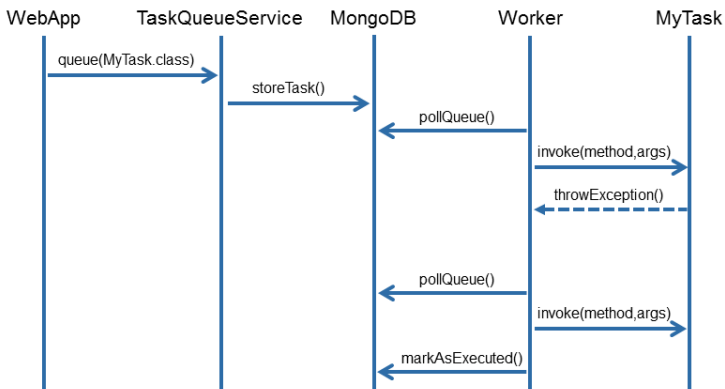 WebApp TaskQueueService MongoDB Worker MyTask
queue(MyTask.class)
storeTask()
pollQueue()
invoke(method,args)
throwException()
pollQueue()
invoke(method,args)
markAsExecuted()